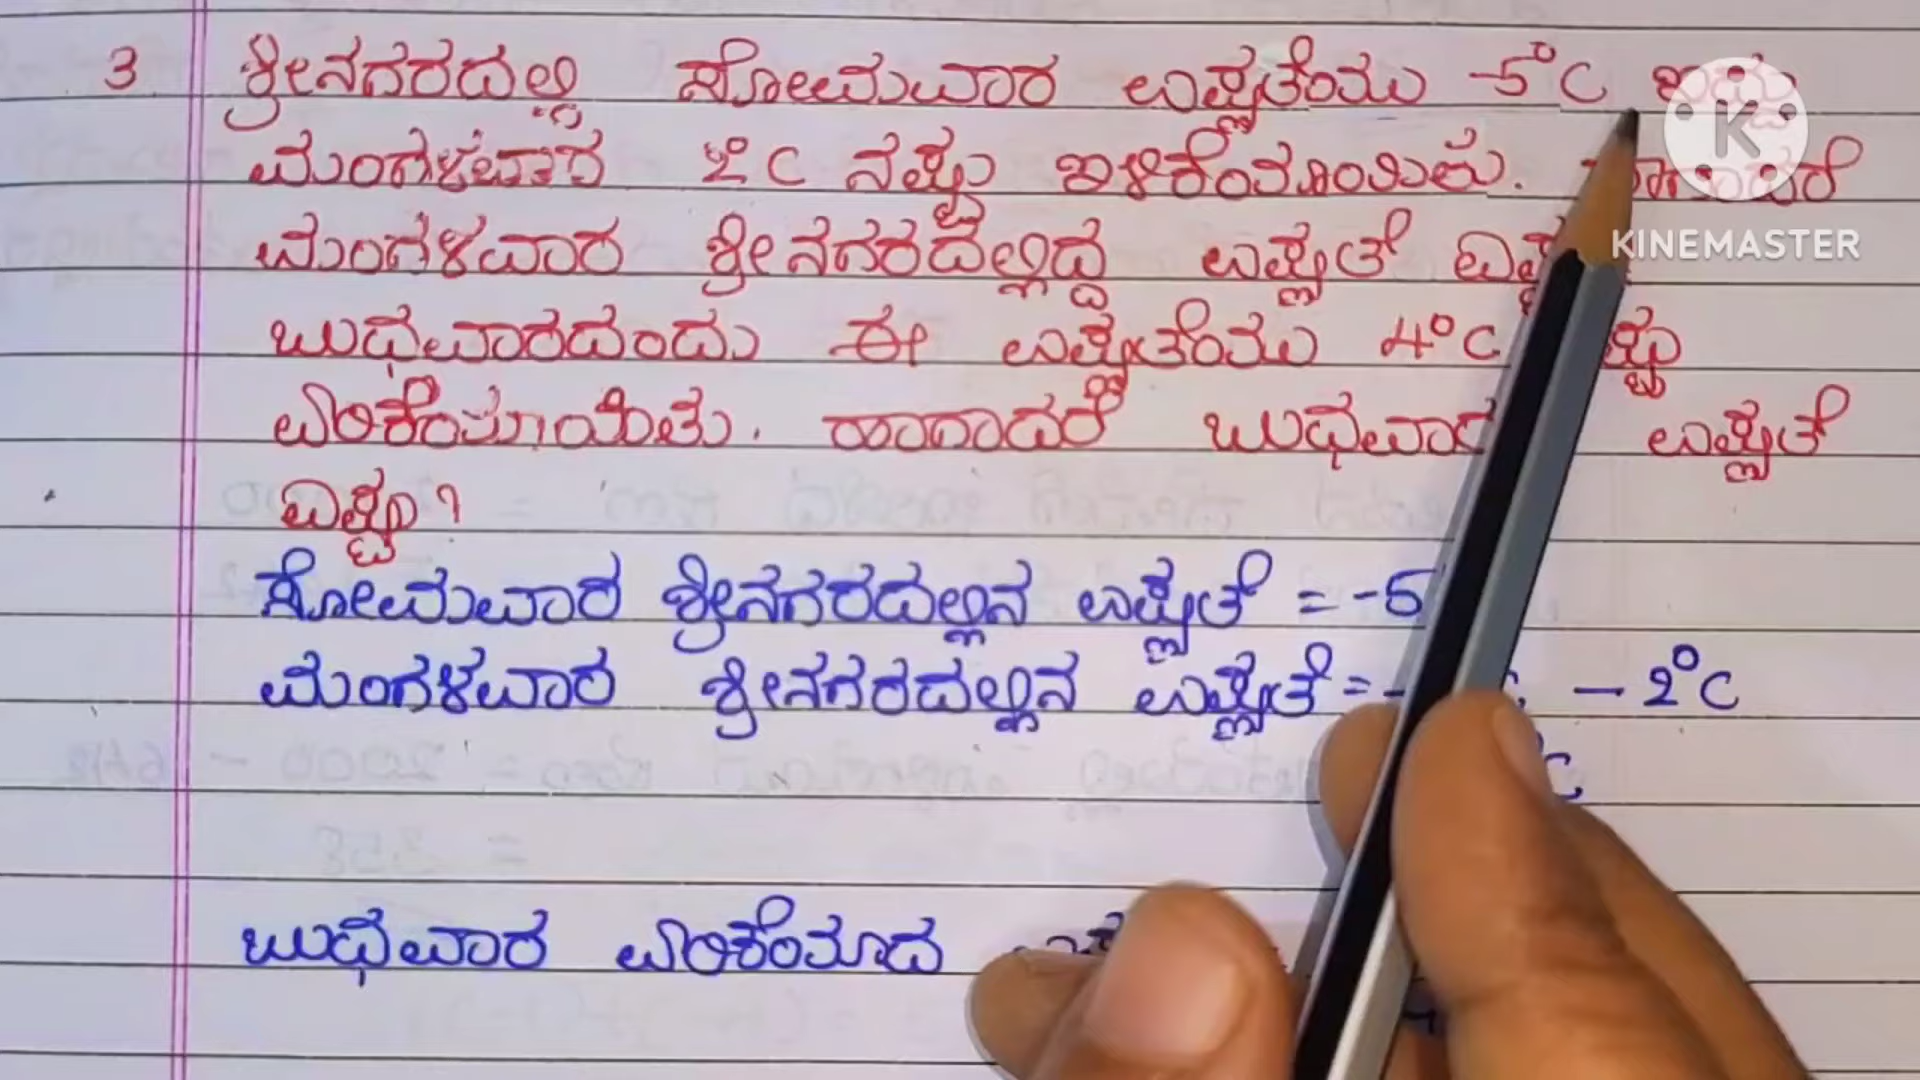 3 ಶ್ರೀನಗರದಲ್ಲಿ ಸೋಮವಾರ ಉಷ್ಣತೆಯು -5°C
ಮಂಗಳವಾರ 2°C ನಷ್ಟು ಇಳಿಕೆಯಾಯಿತು.
ಮಂಗಳವಾರ ಶ್ರೀನಗರದಲ್ಲಿದ್ದ ಉಷ್ಣತೆ
ಬುಧವಾರದಂದು ಈ ಉಷ್ಣತೆಯು 4°C
ಏರಿಕೆಯಾಯಿತು. ಹಾಗಾದರೆ ಬುಧವಾರ ಉಷ್ಣತೆ
ಎಷ್ಟು?
ಸೋಮವಾರ ಶ್ರೀನಗರದಲ್ಲಿನ ಉಷ್ಣತೆ = -5
ಮಂಗಳವಾರ ಶ್ರೀನಗರದಲ್ಲಿನ ಉಷ್ಣತೆ = - C - 2°C
C
ಬುಧವಾರ ಏರಿಕೆಯಾದ
K
KINEMASTER